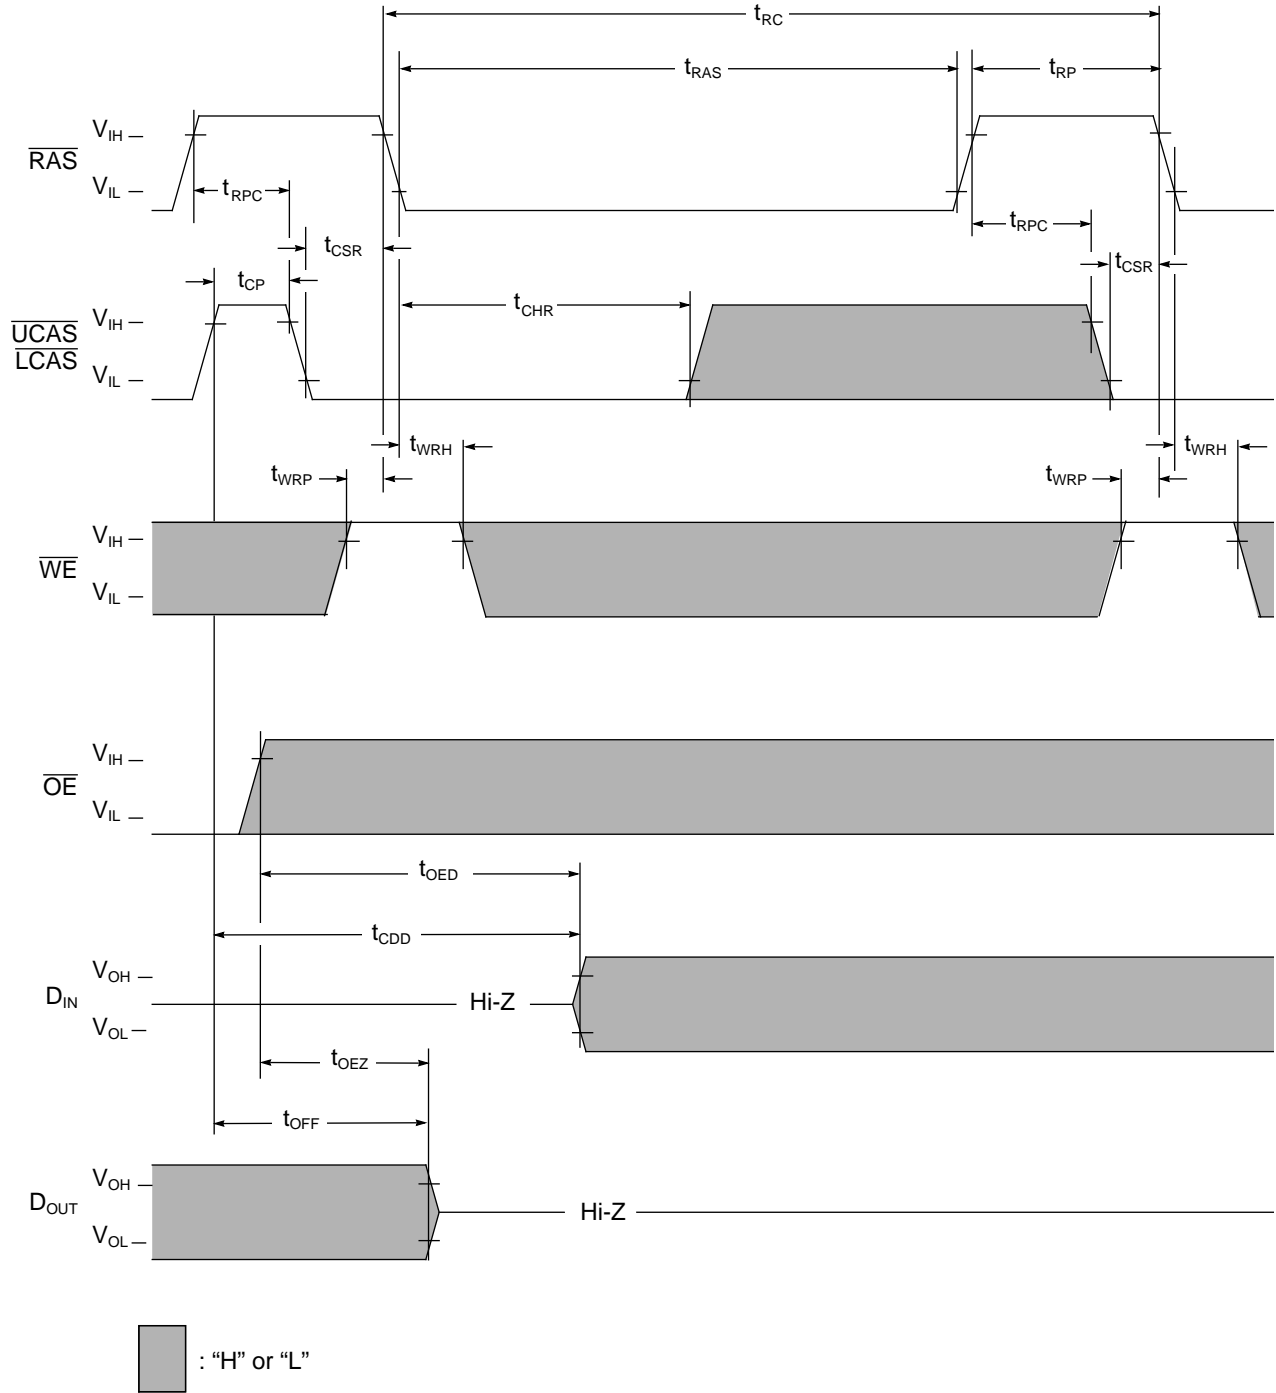 tRC
tRAS
tRP
VIH
RAS
VIL
tRPC
tRPC
tCSR
tCSR
tCP
tCHR
VIH
UCAS
LCAS
VIL
tWRH
tWRH
tWRP
tWRP
VIH
WE
VIL
VIH
OE
VIL
tOED
tCDD
VOH
DIN
Hi-Z
VOL
tOEZ
tOFF
VOH
DOUT
Hi-Z
VOL
: “H” or “L”